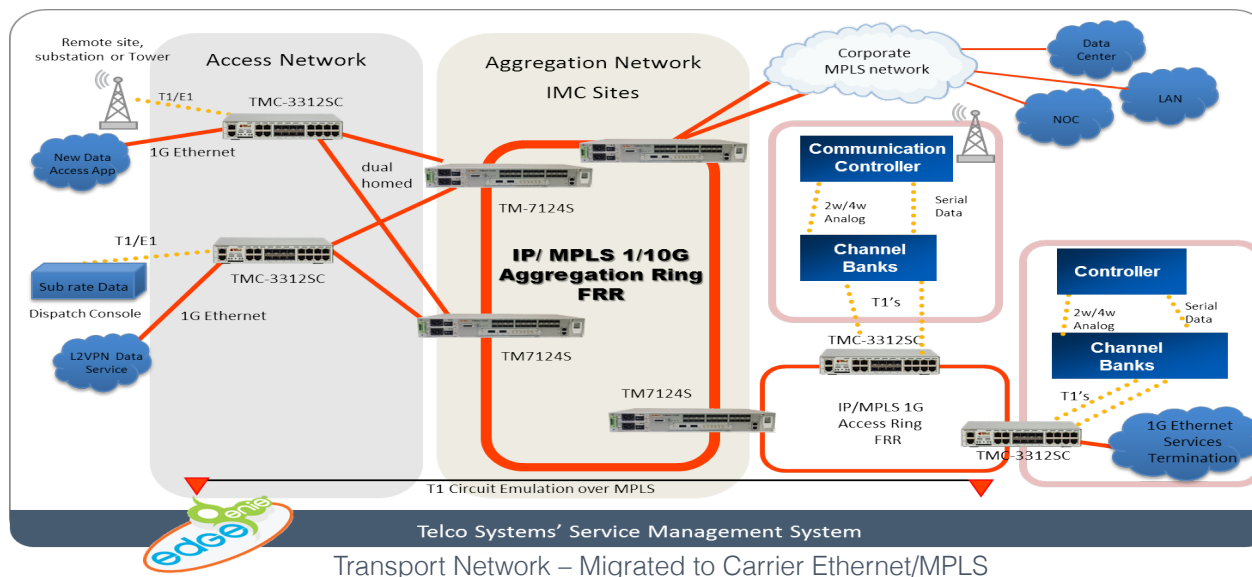 Remote site,
substation or Tower
Access Network
Aggregation Network
IMC Sites
Corporate
MPLS network
Data
Center
LAN
NOC
T1/E1
TMC-3312SC
1G Ethernet
New Data
Access App
dual
homed
TM-7124S
Communication
Controller
2w/4w
Analog
Serial
Data
Channel
Banks
T1's
T1/E1
TMC-3312SC
Sub rate Data
Dispatch Console
1G Ethernet
L2VPN Data
Service
IP/ MPLS 1/10G
Aggregation Ring
FRR
TM7124S
TM7124S
TMC-3312SC
IP/MPLS 1G
Access Ring
FRR
Controller
2w/4w
Analog
Serial
Data
Channel
Banks
T1's
TMC-3312SC
1G Ethernet
Services
Termination
T1 Circuit Emulation over MPLS
edge genie
Telco Systems' Service Management System
Transport Network – Migrated to Carrier Ethernet/MPLS